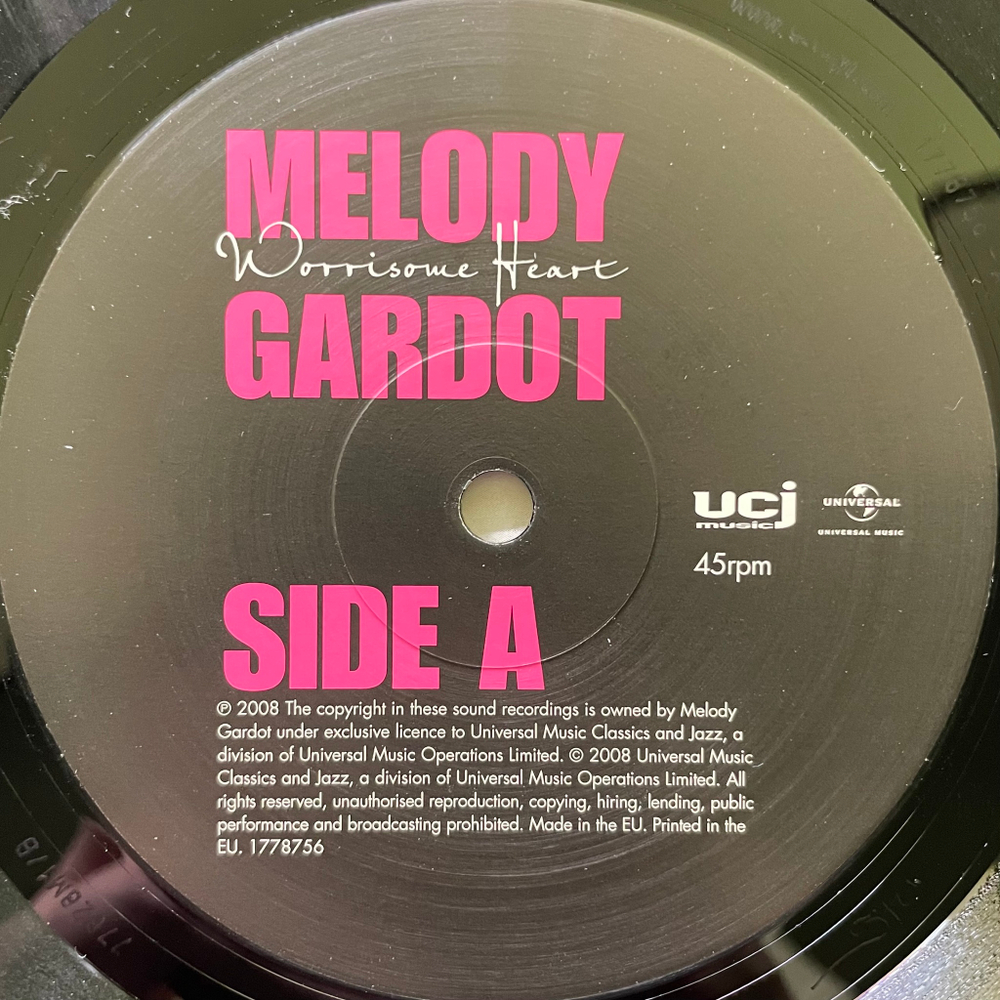 MELODY
Worrisome Heart
GARDOT
ucj
music
UNIVERSAL
UNIVERSAL MUSIC
45rpm
SIDE A
℗ 2008 The copyright in these sound recordings is owned by Melody
Gardot under exclusive licence to Universal Music Classics and Jazz, a
division of Universal Music Operations Limited. © 2008 Universal Music
Classics and Jazz, a division of Universal Music Operations Limited. All
rights reserved, unauthorised reproduction, copying, hiring, lending, public
performance and broadcasting prohibited. Made in the EU. Printed in the
EU. 1778756